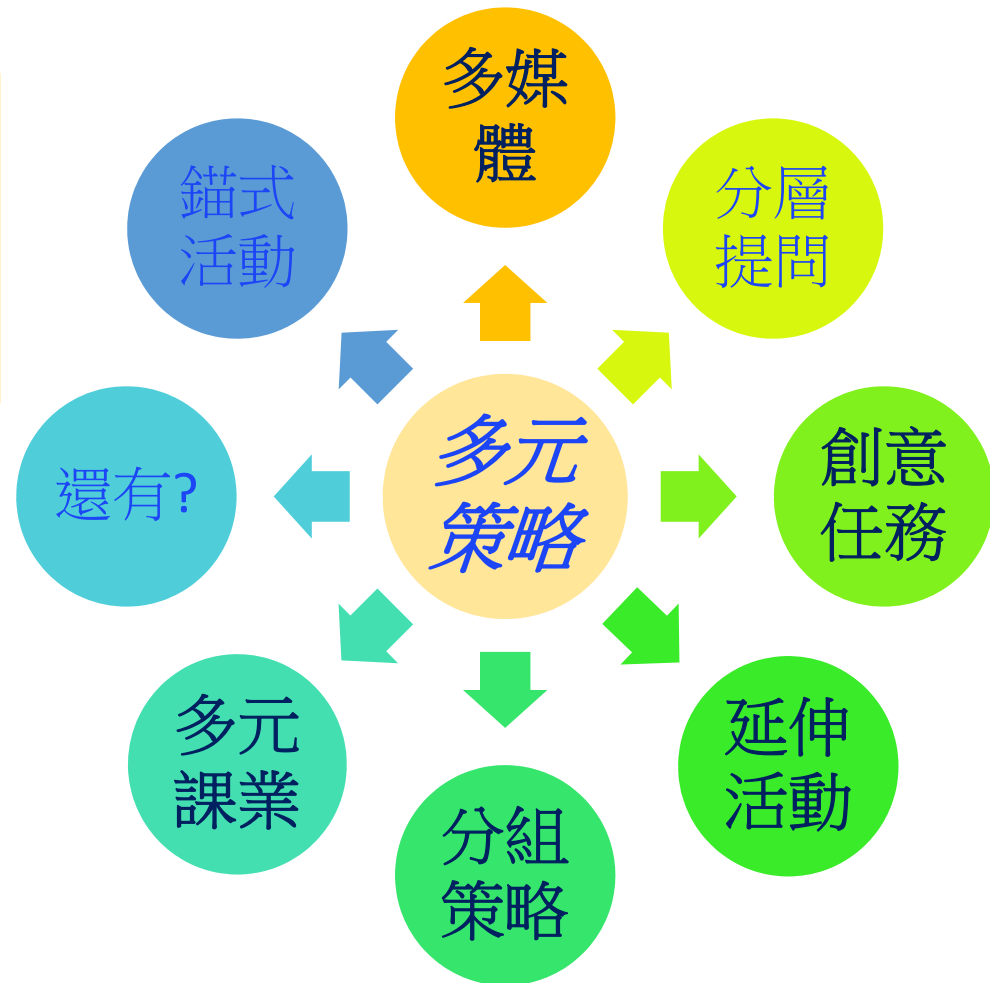 多元
策略
多媒
體
分層
提問
創意
任務
延伸
活動
分組
策略
多元
課業
還有?
錨式
活動